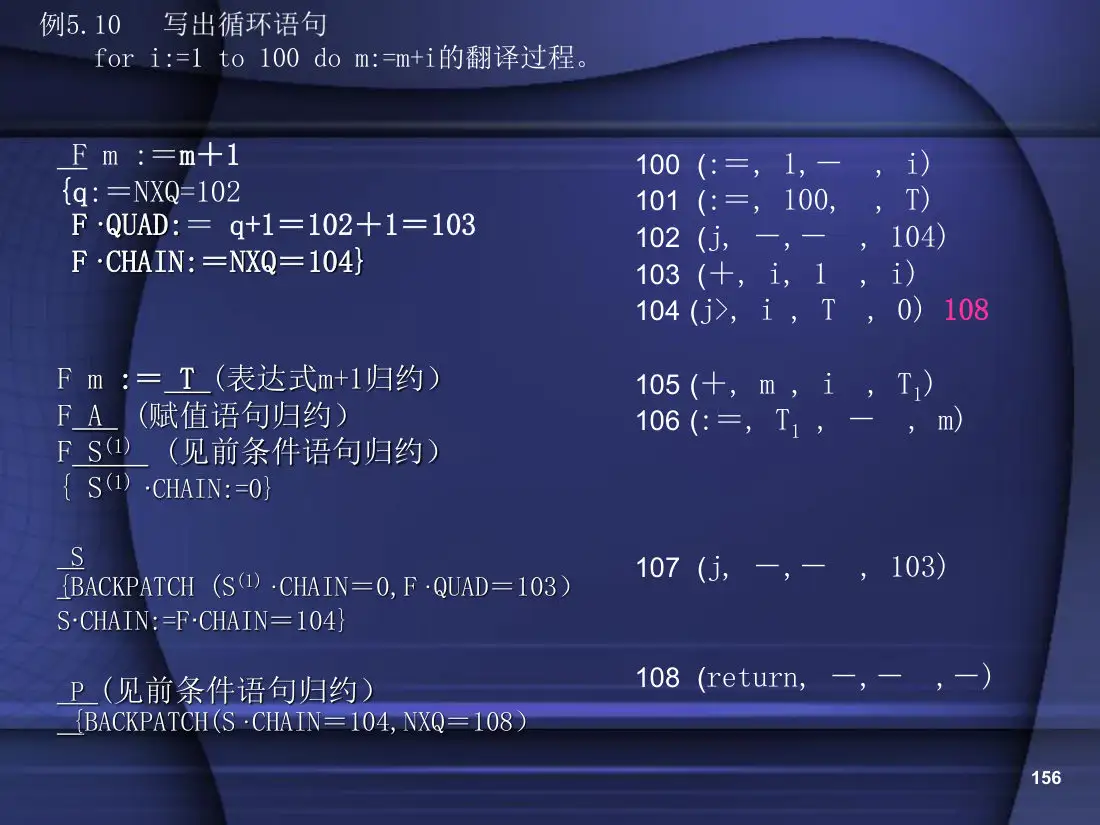 例5.10 写出循环语句
for i:=1 to 100 do m:=m+i的翻译过程。
F m :=m+1
{q:=NXQ=102
F·QUAD:= q+1=102+1=103
F·CHAIN:=NXQ=104}
F m := T (表达式m+1归约)
F A (赋值语句归约)
F S⁽¹⁾ (见前条件语句归约)
{ S⁽¹⁾·CHAIN:=0}
S
{BACKPATCH (S⁽¹⁾·CHAIN=0,F·QUAD=103)
S·CHAIN:=F·CHAIN=104}
P (见前条件语句归约)
{BACKPATCH(S·CHAIN=104,NXQ=108)
100 (:=, 1,- , i)
101 (:=, 100, , T)
102 (j, -,- , 104)
103 (+, i, 1 , i)
104 (j>, i , T , 0) 108
105 (+, m , i , T₁)
106 (:=, T₁ , - , m)
107 (j, -,- , 103)
108 (return, -,- ,-)
156